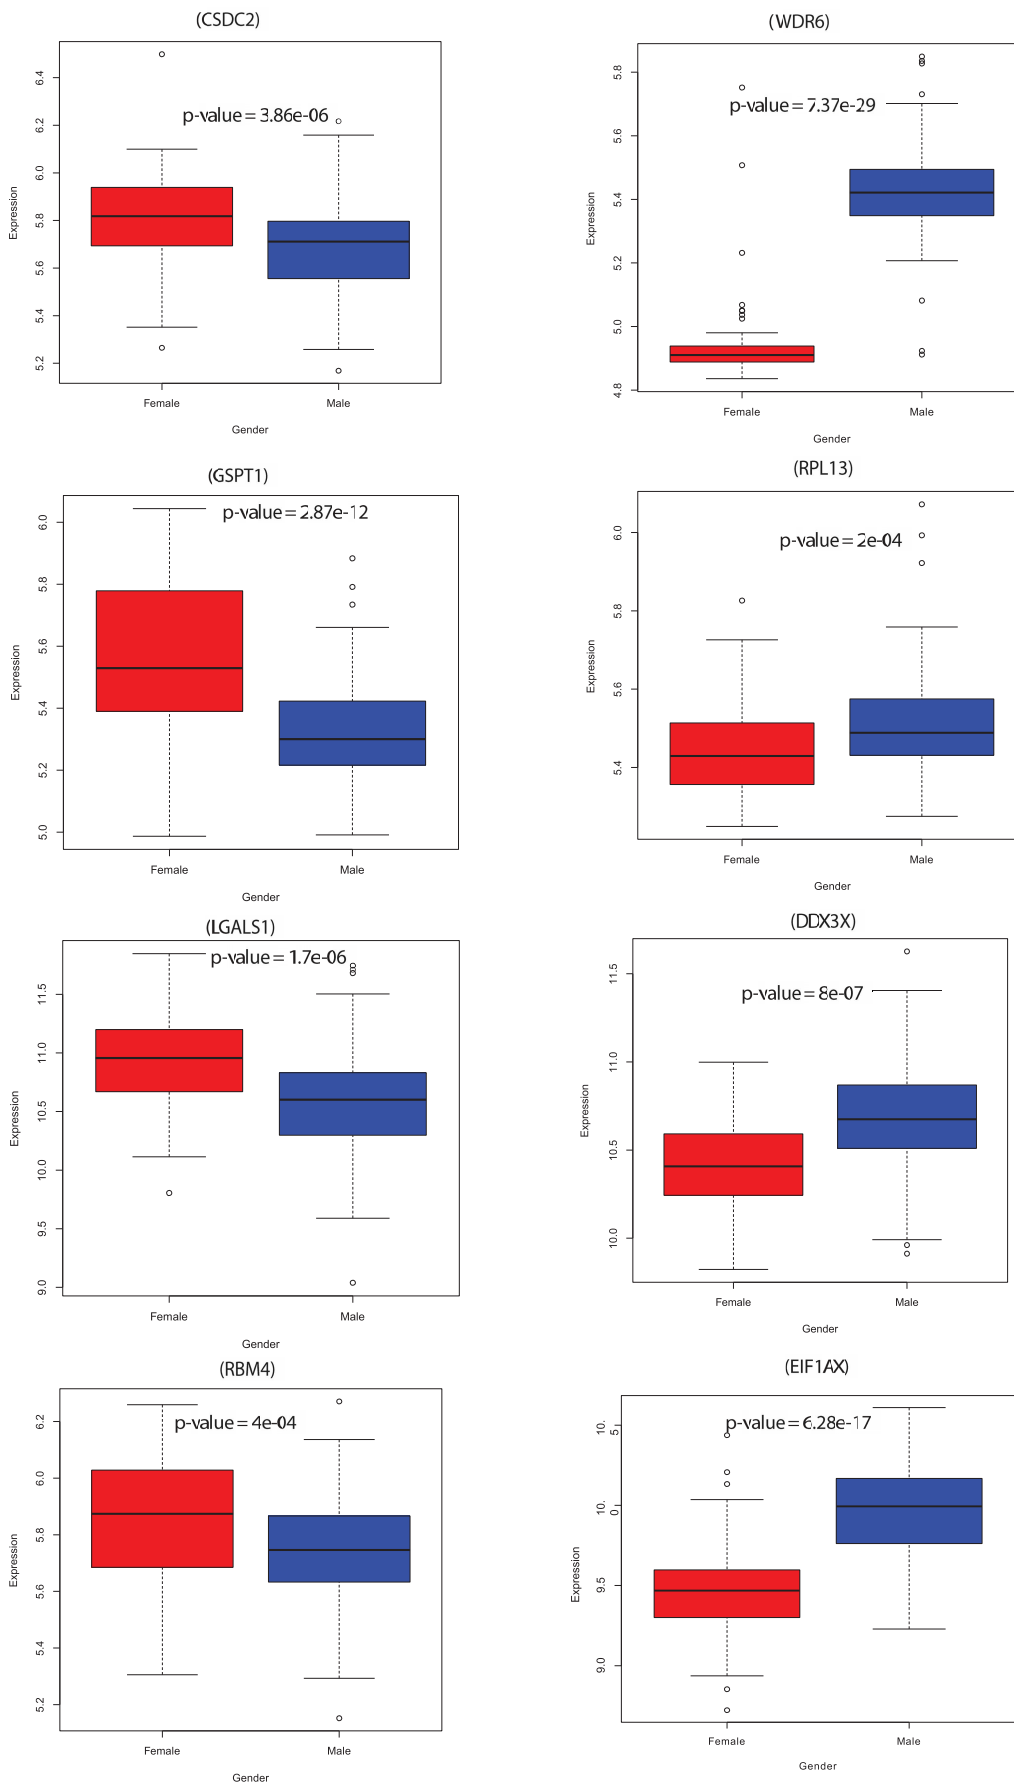 (CSDC2)
p-value = 3.86e-06
Expression
6.4
6.2
6.0
5.8
5.6
5.4
5.2
Female
Male
Gender
(WDR6)
p-value = 7.37e-29
Expression
5.8
5.6
5.4
5.2
5.0
4.8
Female
Male
Gender
(GSPT1)
p-value = 2.87e-12
Expression
6.0
5.8
5.6
5.4
5.2
5.0
Female
Male
Gender
(RPL13)
p-value = 2e-04
Expression
6.0
5.8
5.6
5.4
Female
Male
Gender
(LGALS1)
p-value = 1.7e-06
Expression
11.5
11.0
10.5
10.0
9.5
9.0
Female
Male
Gender
(DDX3X)
p-value = 8e-07
Expression
11.5
11.0
10.5
10.0
Female
Male
Gender
(RBM4)
p-value = 4e-04
Expression
6.2
6.0
5.8
5.6
5.4
5.2
Female
Male
Gender
(EIF1AX)
p-value = 6.28e-17
Expression
10.
5
10.
0
9.5
9.0
Female
Male
Gender